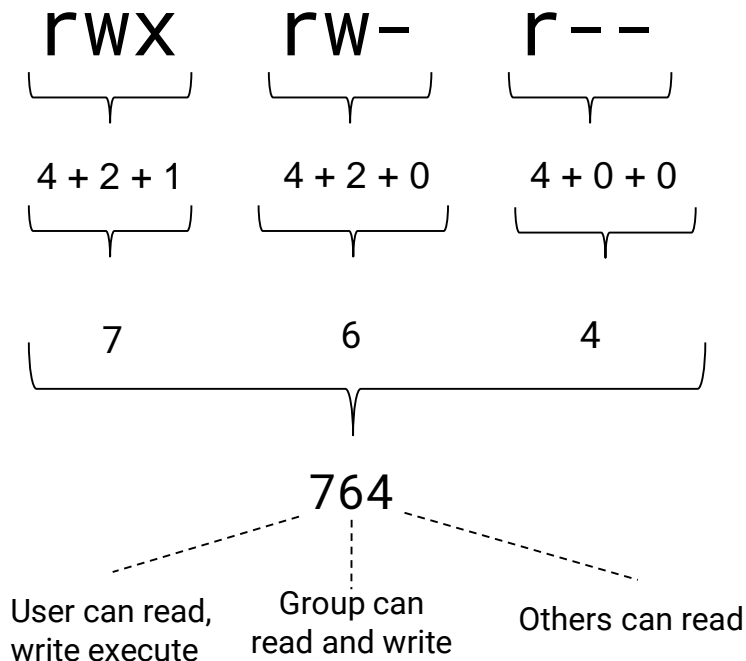 rwx rw- r--
4 + 2 + 1 4 + 2 + 0 4 + 0 + 0
7 6 4
764
User can read,
write execute
Group can
read and write
Others can read